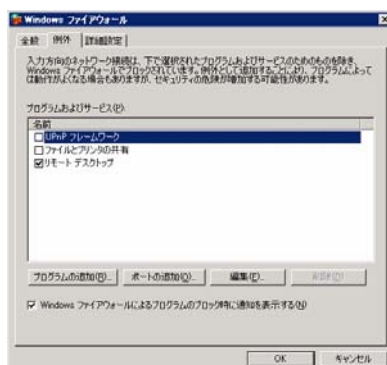 Windows ファイアウォール
全般 例外 詳細設定
入力方向のネットワーク接続は、下で選択されたプログラムおよびサービスのためのものを除き、
Windows ファイアウォールでブロックされています。例外として追加することにより、プログラムによって
は動作がよくなる場合もありますが、セキュリティの危険が増加する可能性があります。
プログラムおよびサービス(P):
名前
UPnP フレームワーク
ファイルとプリンタの共有
リモート デスクトップ
プログラムの追加(R)... ポートの追加(O)... 編集(E)... 削除(D)
Windows ファイアウォールによるプログラムのブロック時に通知を表示する(N)
OK キャンセル